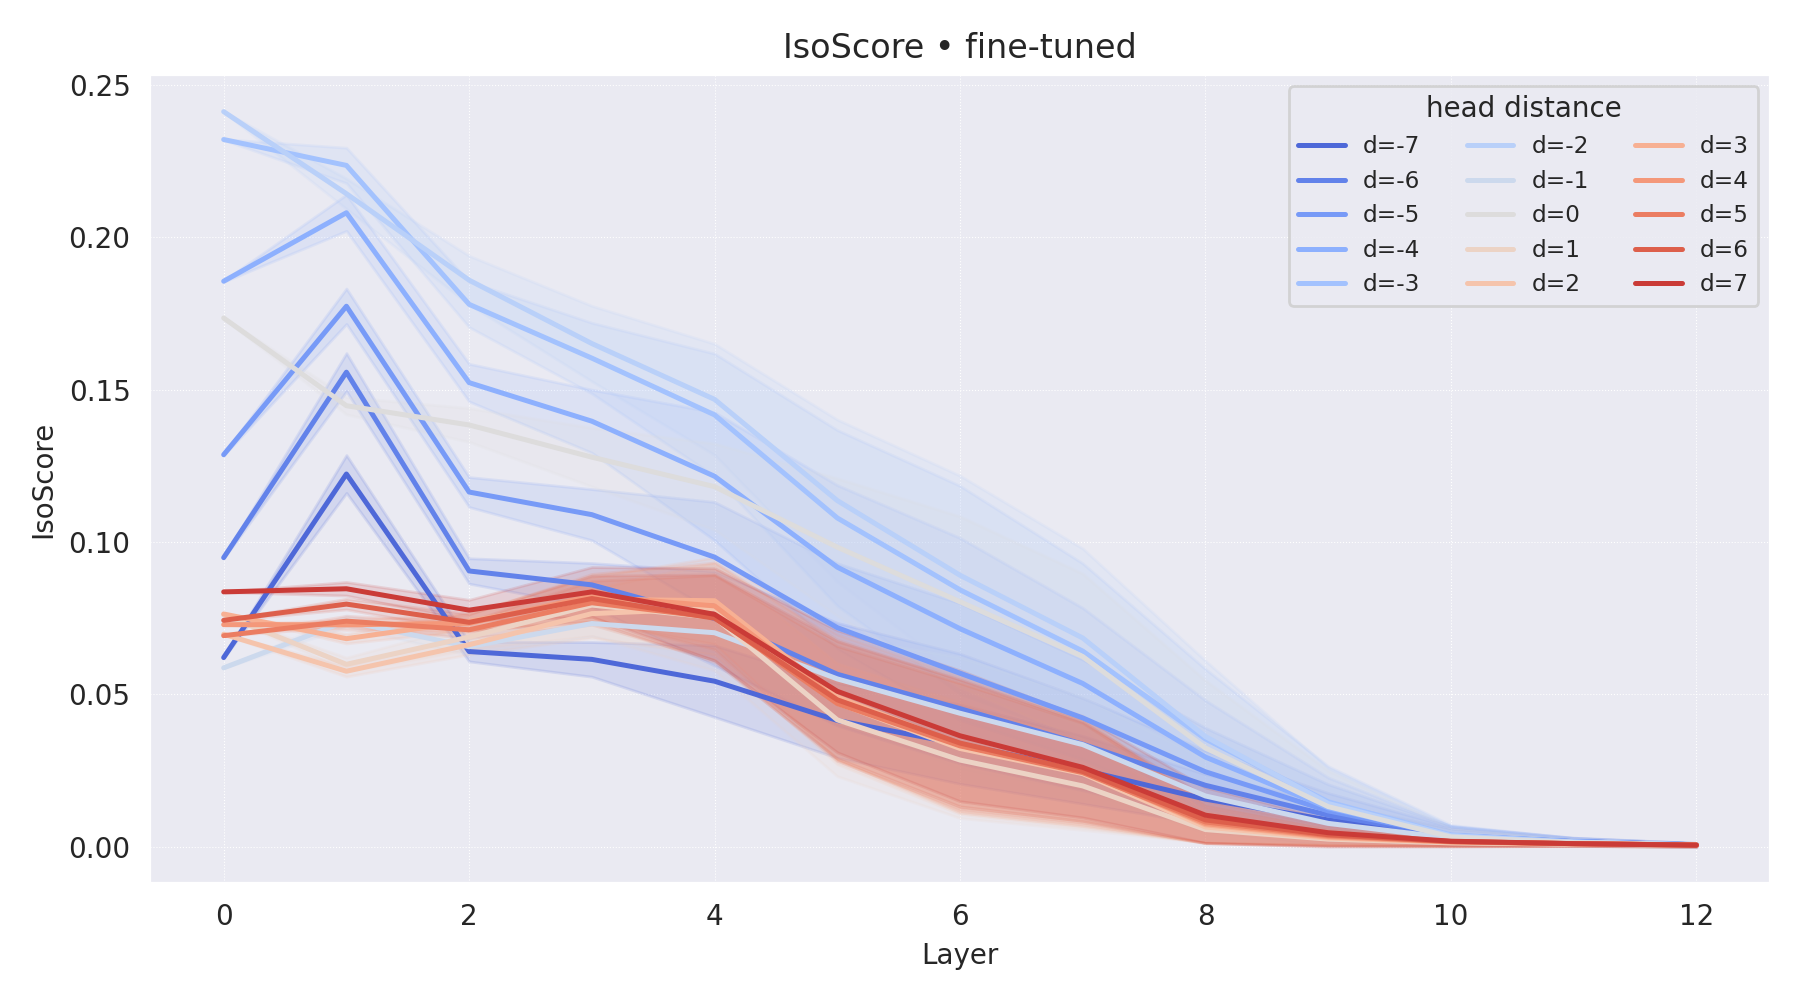 IsoScore • fine-tuned
0.25
0.20
0.15
0.10
0.05
0.00
IsoScore
0 2 4 6 8 10 12
Layer
head distance
d=-7 d=-2 d=3
d=-6 d=-1 d=4
d=-5 d=0 d=5
d=-4 d=1 d=6
d=-3 d=2 d=7